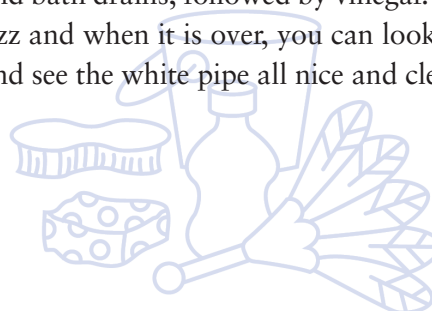 and bath drains, followed by vinegar.
zz and when it is over, you can look
nd see the white pipe all nice and cle